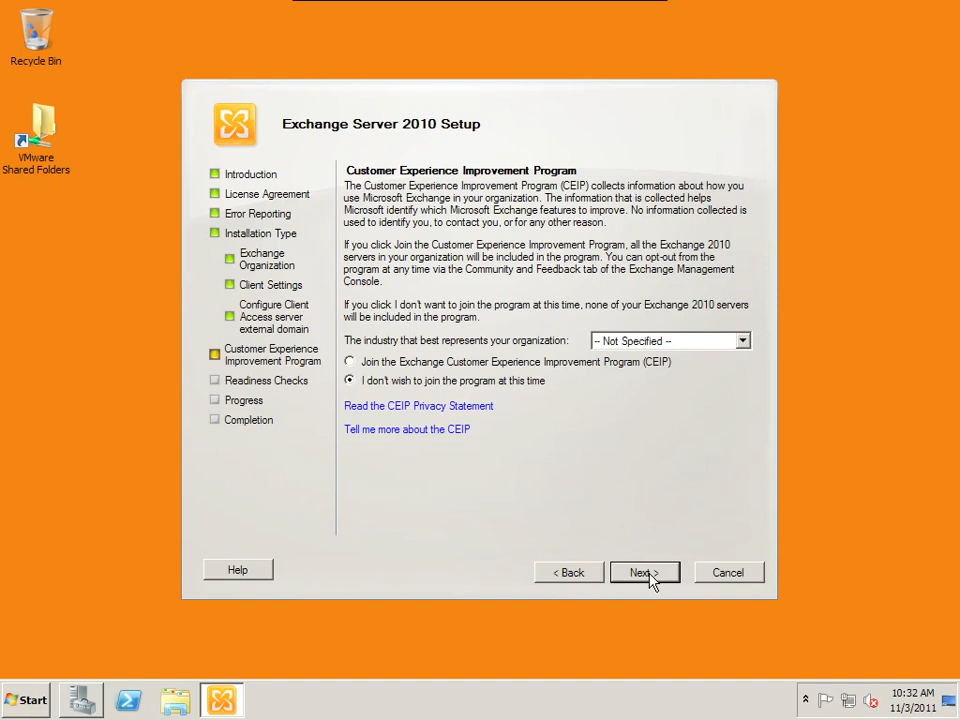 Recycle Bin
VMware
Shared Folders
Exchange Server 2010 Setup
Introduction
License Agreement
Error Reporting
Installation Type
Exchange
Organization
Client Settings
Configure Client
Access server
external domain
Customer Experience
Improvement Program
Readiness Checks
Progress
Completion
Customer Experience Improvement Program
The Customer Experience Improvement Program (CEIP) collects information about how you
use Microsoft Exchange in your organization. The information that is collected helps
Microsoft identify which Microsoft Exchange features to improve. No information collected is
used to identify you, to contact you, or for any other reason.
If you click Join the Customer Experience Improvement Program, all the Exchange 2010
servers in your organization will be included in the program. You can opt-out from the
program at any time via the Community and Feedback tab of the Exchange Management
Console.
If you click I don't want to join the program at this time, none of your Exchange 2010 servers
will be included in the program.
The industry that best represents your organization:
-- Not Specified --
Join the Exchange Customer Experience Improvement Program (CEIP)
I don't wish to join the program at this time
Read the CEIP Privacy Statement
Tell me more about the CEIP
Help
< Back
Next >
Cancel
Start
10:32 AM
11/3/2011